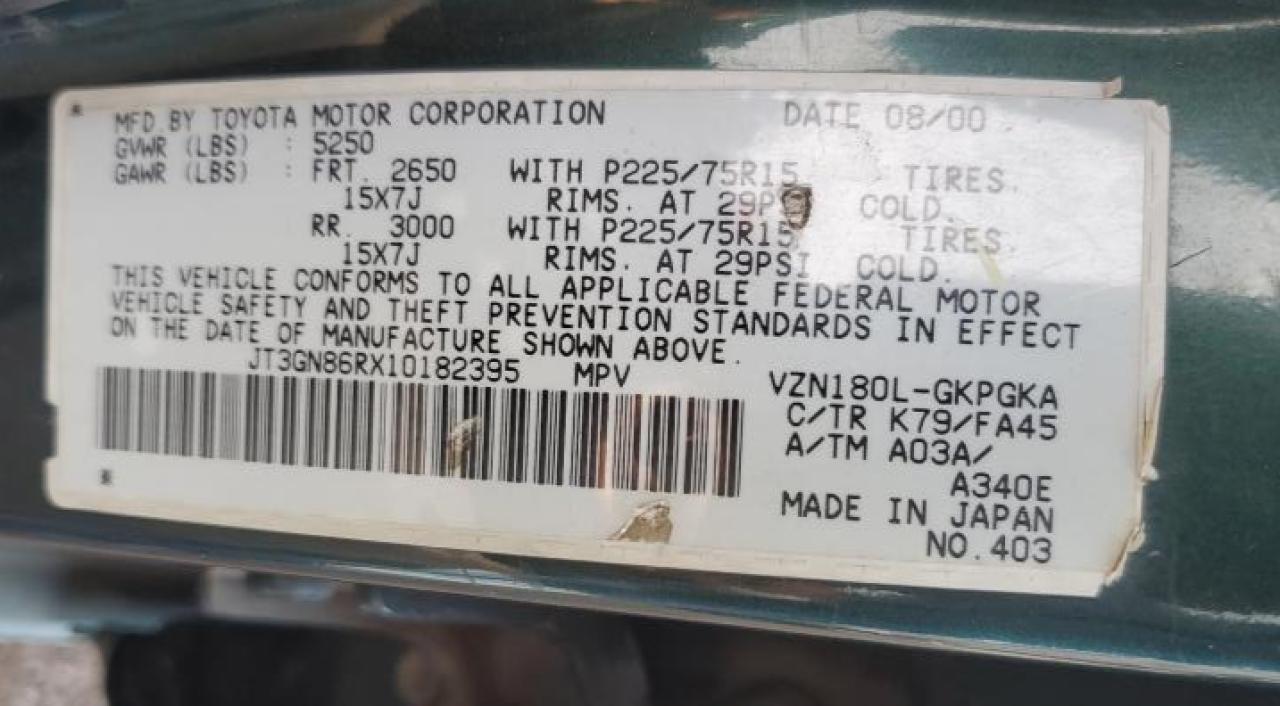 MFD BY TOYOTA MOTOR CORPORATION DATE 08/00
GVWR (LBS) : 5250
GAWR (LBS) : FRT. 2650 WITH P225/75R15 TIRES.
15X7J RIMS. AT 29PSI COLD.
RR. 3000 WITH P225/75R15 TIRES.
15X7J RIMS. AT 29PSI COLD.
THIS VEHICLE CONFORMS TO ALL APPLICABLE FEDERAL MOTOR
VEHICLE SAFETY AND THEFT PREVENTION STANDARDS IN EFFECT
ON THE DATE OF MANUFACTURE SHOWN ABOVE.
JT3GN86RX10182395 MPV
VZN180L-GKPGKA
C/TR K79/FA45
A/TM A03A/
A340E
MADE IN JAPAN
NO.403